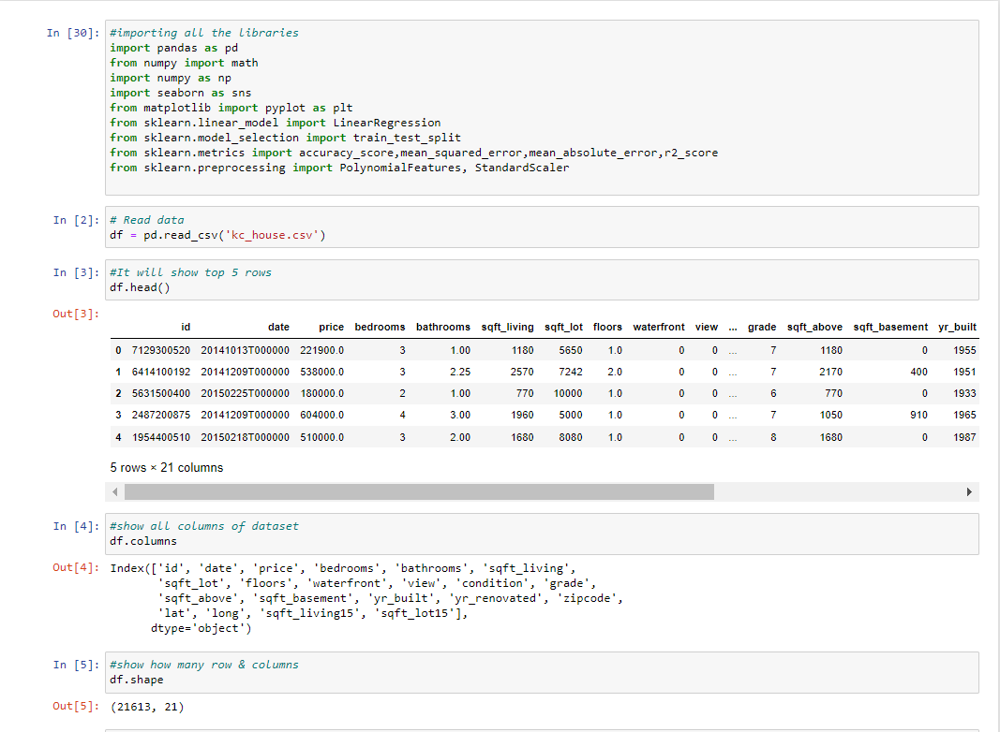 In [30]: #importing all the libraries
import pandas as pd
from numpy import math
import numpy as np
import seaborn as sns
from matplotlib import pyplot as plt
from sklearn.linear_model import LinearRegression
from sklearn.model_selection import train_test_split
from sklearn.metrics import accuracy_score,mean_squared_error,mean_absolute_error,r2_score
from sklearn.preprocessing import PolynomialFeatures, StandardScaler
In [2]: # Read data
df = pd.read_csv('kc_house.csv')
In [3]: #It will show top 5 rows
df.head()
Out[3]:
id date price bedrooms bathrooms sqft_living sqft_lot floors waterfront view ... grade sqft_above sqft_basement yr_built
0 7129300520 20141013T000000 221900.0 3 1.00 1180 5650 1.0 0 0 ... 7 1180 0 1955
1 6414100192 20141209T000000 538000.0 3 2.25 2570 7242 2.0 0 0 ... 7 2170 400 1951
2 5631500400 20150225T000000 180000.0 2 1.00 770 10000 1.0 0 0 ... 6 770 0 1933
3 2487200875 20141209T000000 604000.0 4 3.00 1960 5000 1.0 0 0 ... 7 1050 910 1965
4 1954400510 20150218T000000 510000.0 3 2.00 1680 8080 1.0 0 0 ... 8 1680 0 1987
5 rows × 21 columns
In [4]: #show all columns of dataset
df.columns
Out[4]: Index(['id', 'date', 'price', 'bedrooms', 'bathrooms', 'sqft_living',
'sqft_lot', 'floors', 'waterfront', 'view', 'condition', 'grade',
'sqft_above', 'sqft_basement', 'yr_built', 'yr_renovated', 'zipcode',
'lat', 'long', 'sqft_living15', 'sqft_lot15'],
dtype='object')
In [5]: #show how many row & columns
df.shape
Out[5]: (21613, 21)